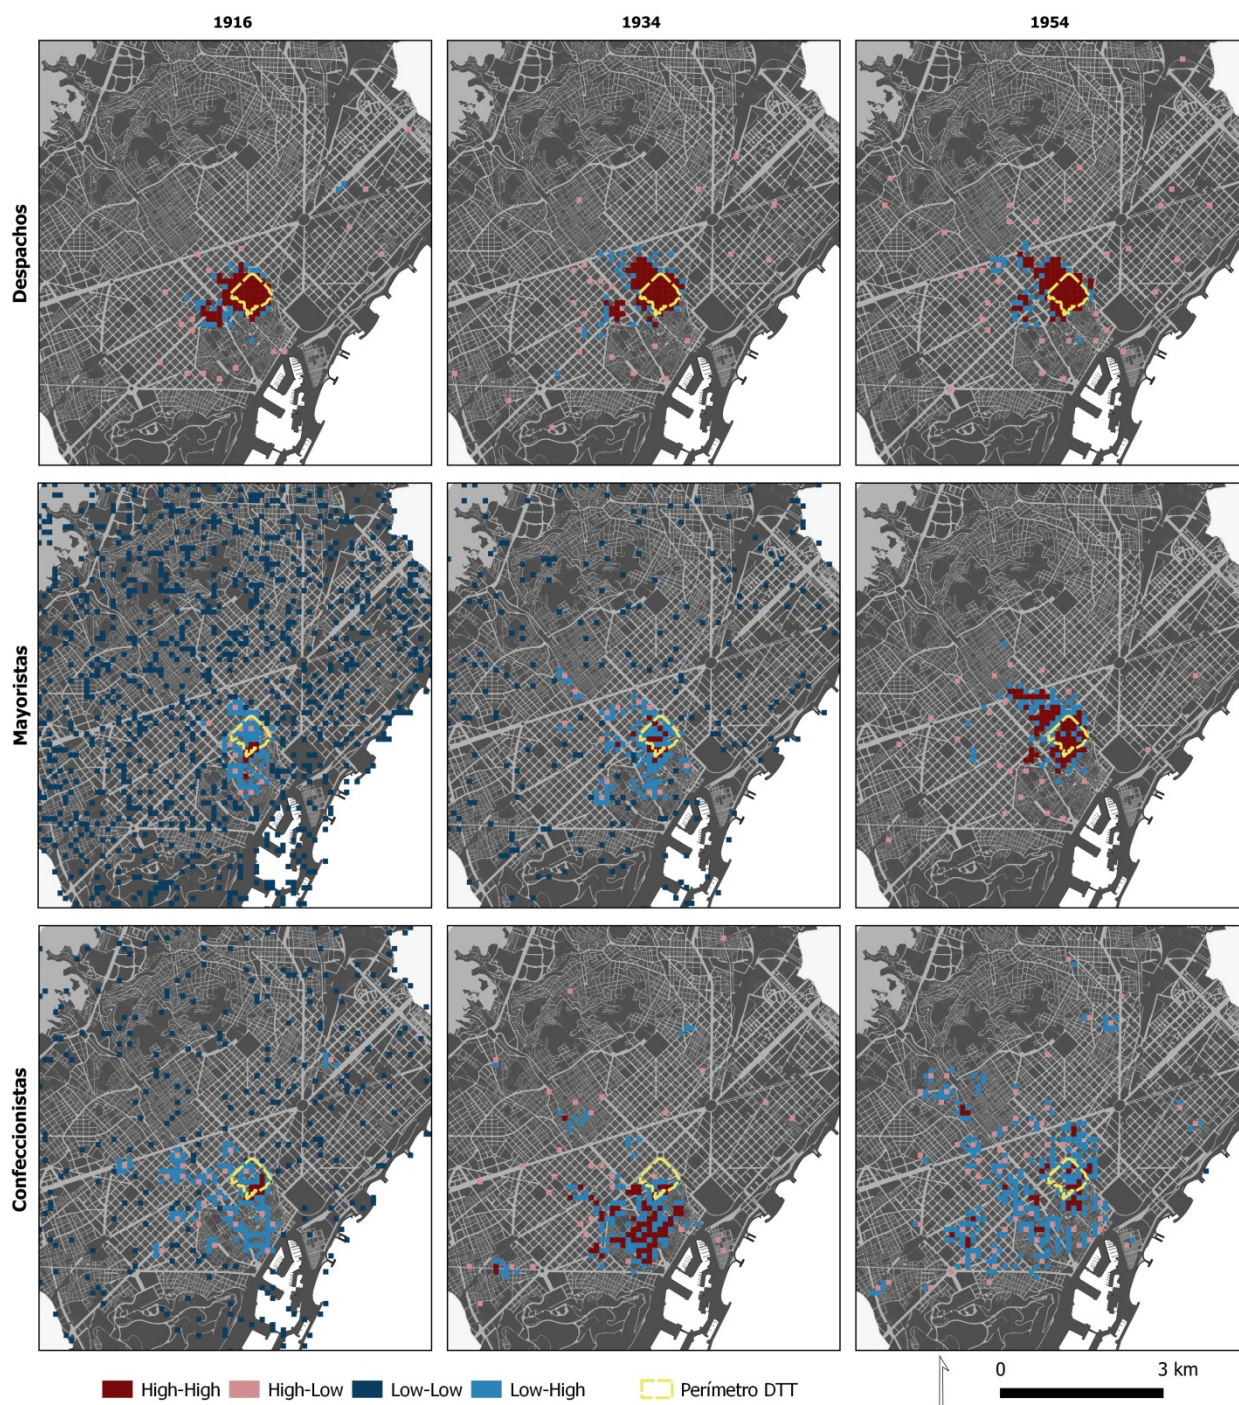 1916 1934 1954
Despachos
Mayoristas
Confeccionistas
High-High High-Low Low-Low Low-High Perímetro DTT
0 3 km